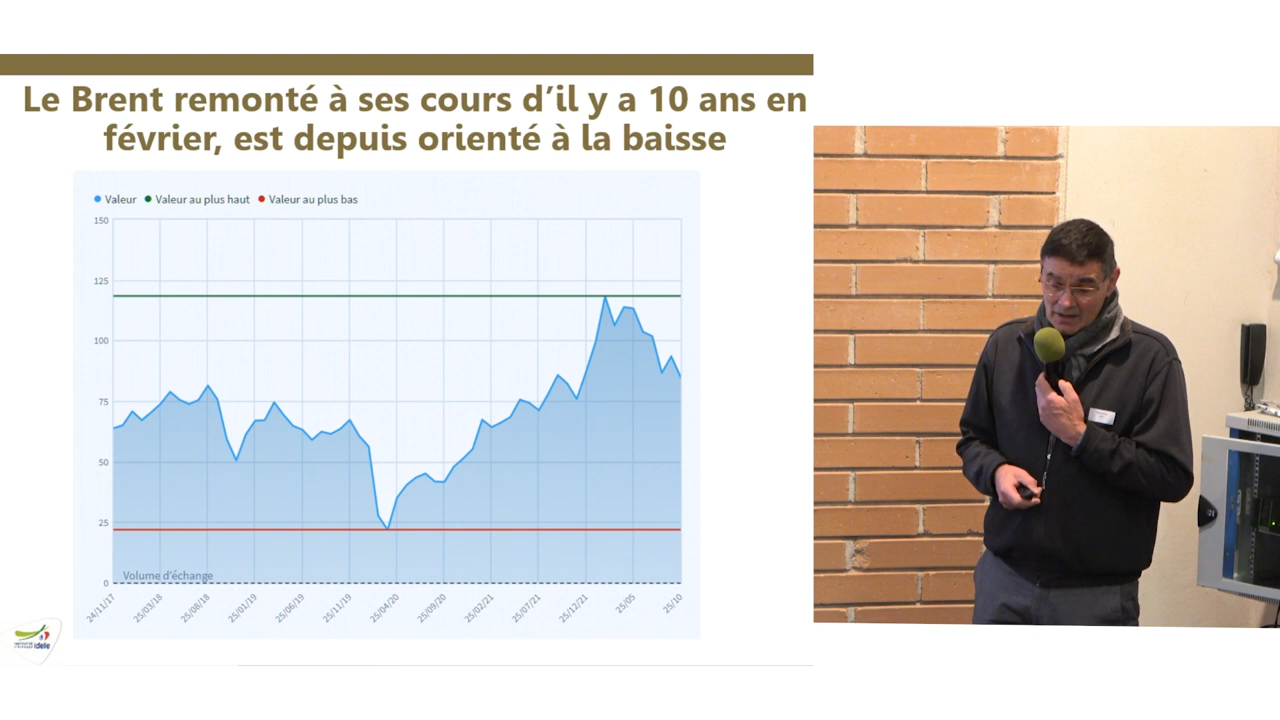 Le Brent remonté à ses cours d'il y a 10 ans en
février, est depuis orienté à la baisse
Valeur Valeur au plus haut Valeur au plus bas
150
125
100
75
50
25
0
Volume d'échange
24/11/17 25/03/18 25/08/18 25/01/19 25/06/19 25/11/19 25/04/20 25/09/20 25/02/21 25/07/21 25/12/21 25/05 25/10
idele